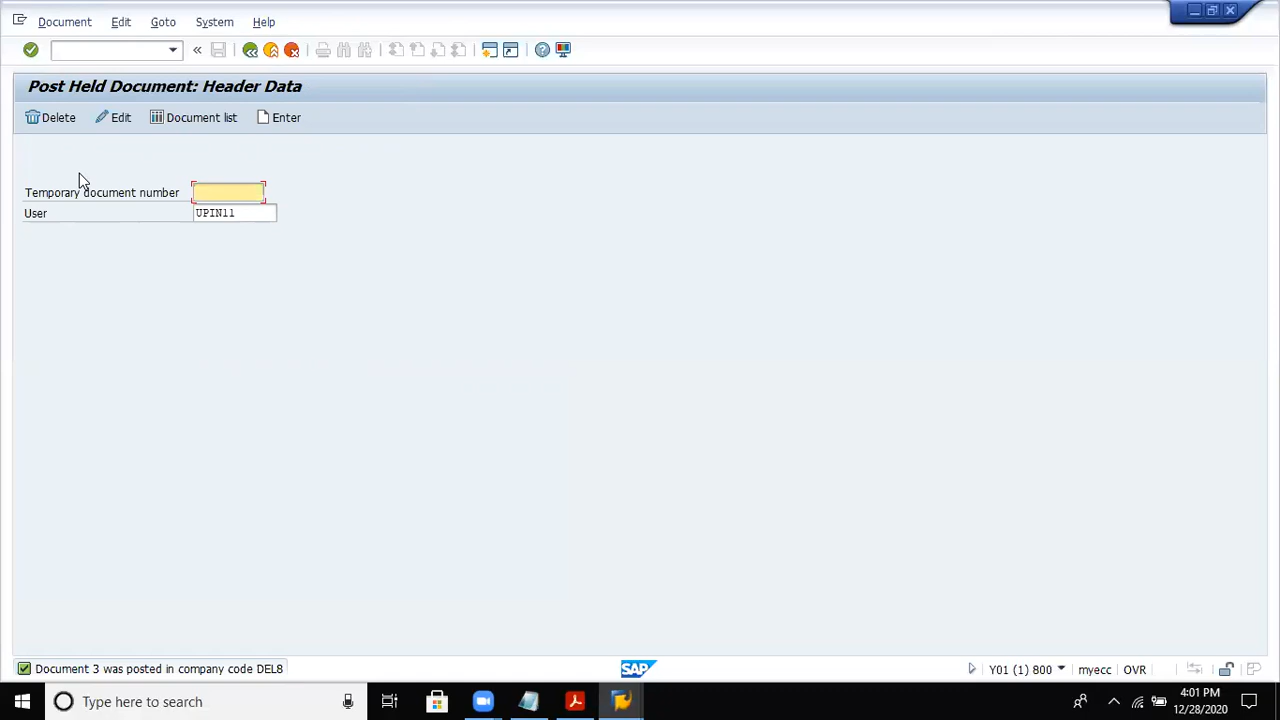 Document Edit Goto System Help
Post Held Document: Header Data
Delete Edit Document list Enter
Temporary document number
User UPIN11
Document 3 was posted in company code DEL8
SAP
Y01 (1) 800 myecc OVR
Type here to search
4:01 PM
12/28/2020